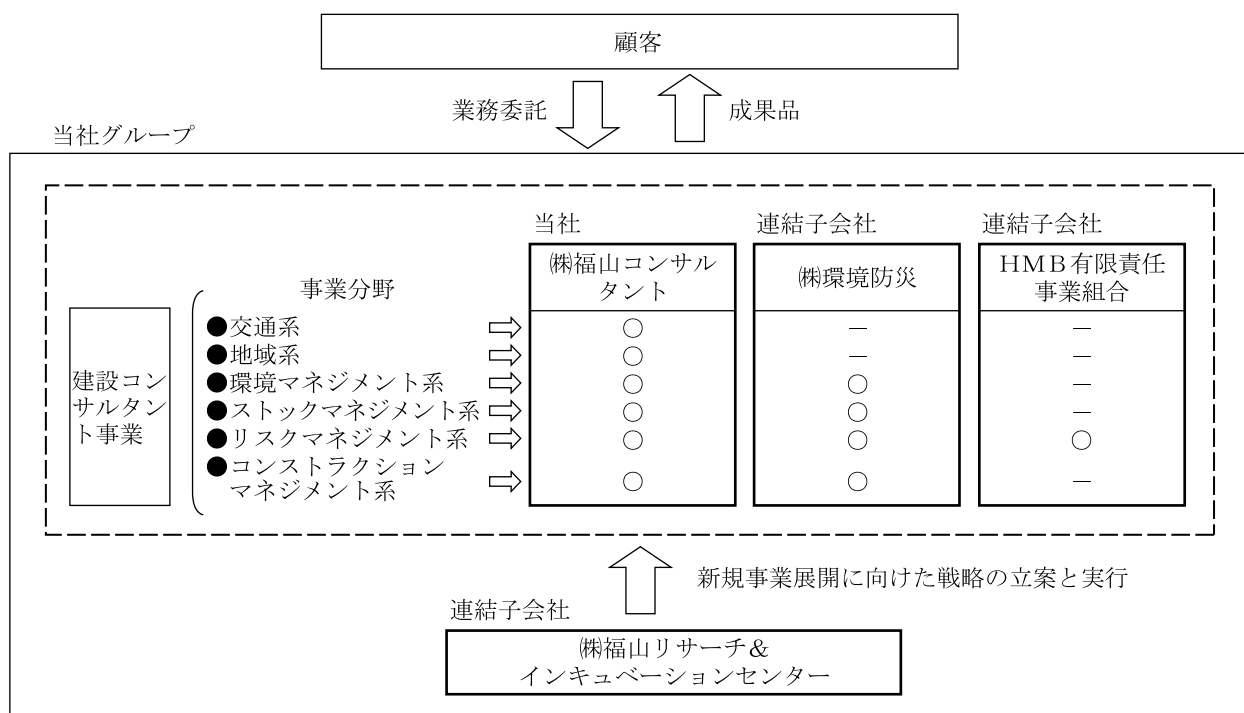 顧客
業務委託
成果品
当社グループ
当社
連結子会社
連結子会社
㈱福山コンサル
タント
㈱環境防災
HMB有限責任
事業組合
建設コン
サルタン
ト事業
事業分野
●交通系 ○ － －
●地域系 ○ － －
●環境マネジメント系 ○ ○ －
●ストックマネジメント系 ○ ○ －
●リスクマネジメント系 ○ ○ ○
●コンストラクション
マネジメント系 ○ ○ －
新規事業展開に向けた戦略の立案と実行
連結子会社
㈱福山リサーチ＆
インキュベーションセンター